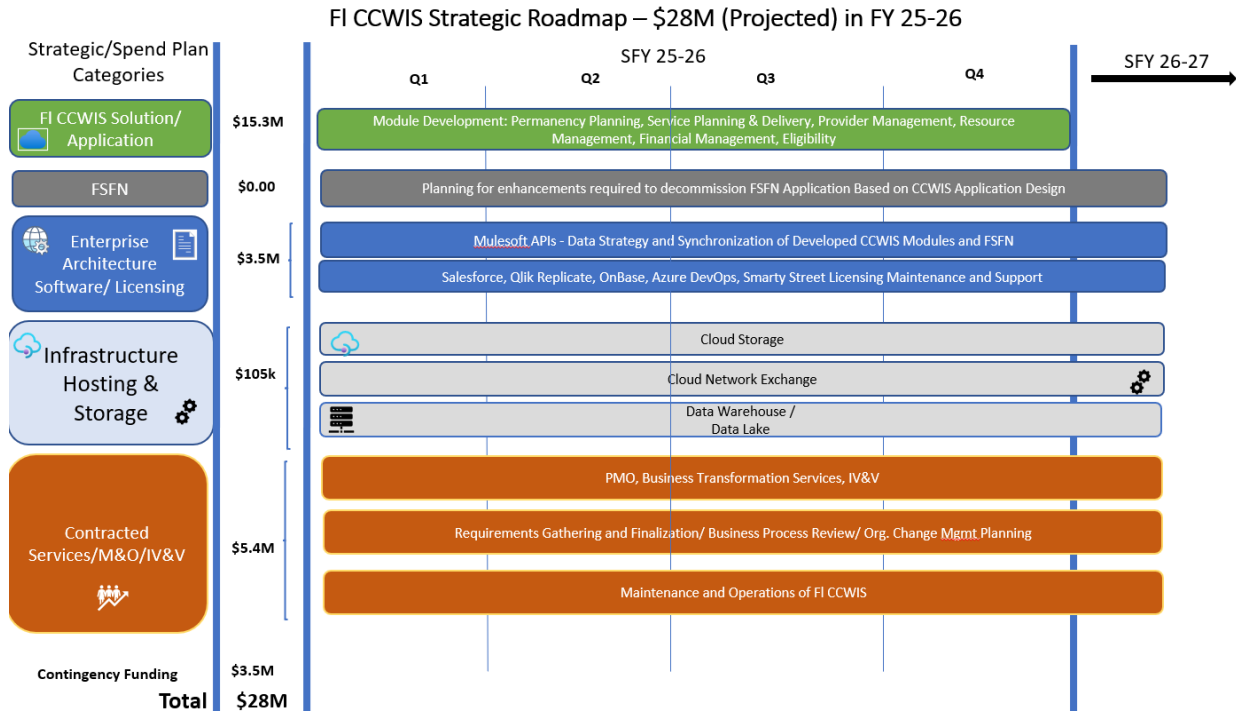 Fl CCWIS Strategic Roadmap – $28M (Projected) in FY 25-26
Strategic/Spend Plan
Categories
SFY 25-26
SFY 26-27
Q1
Q2
Q3
Q4
Fl CCWIS Solution/
Application
$15.3M
Module Development: Permancy Planning, Service Planning & Delivery, Provider Management, Resource
Management, Financial Management, Eligibility
FSFN
$0.00
Planning for enhancements required to decommission FSFN Application Based on CCWIS Application Design
Enterprise
Architecture
Software/ Licensing
$3.5M
Mulesoft APIs - Data Strategy and Synchronization of Developed CCWIS Modules and FSFN
Salesforce, Qlik Replicate, OnBase, Azure DevOps, Smarty Street Licensing Maintenance and Support
Infrastructure
Hosting &
Storage
$105k
Cloud Storage
Cloud Network Exchange
Data Warehouse /
Data Lake
Contracted
Services/M&O/IV&V
$5.4M
PMO, Business Transformation Services, IV&V
Requirements Gathering and Finalization/ Business Process Review/ Org. Change Mgmt Planning
Maintenance and Operations of Fl CCWIS
Contingency Funding
$3.5M
Total
$28M